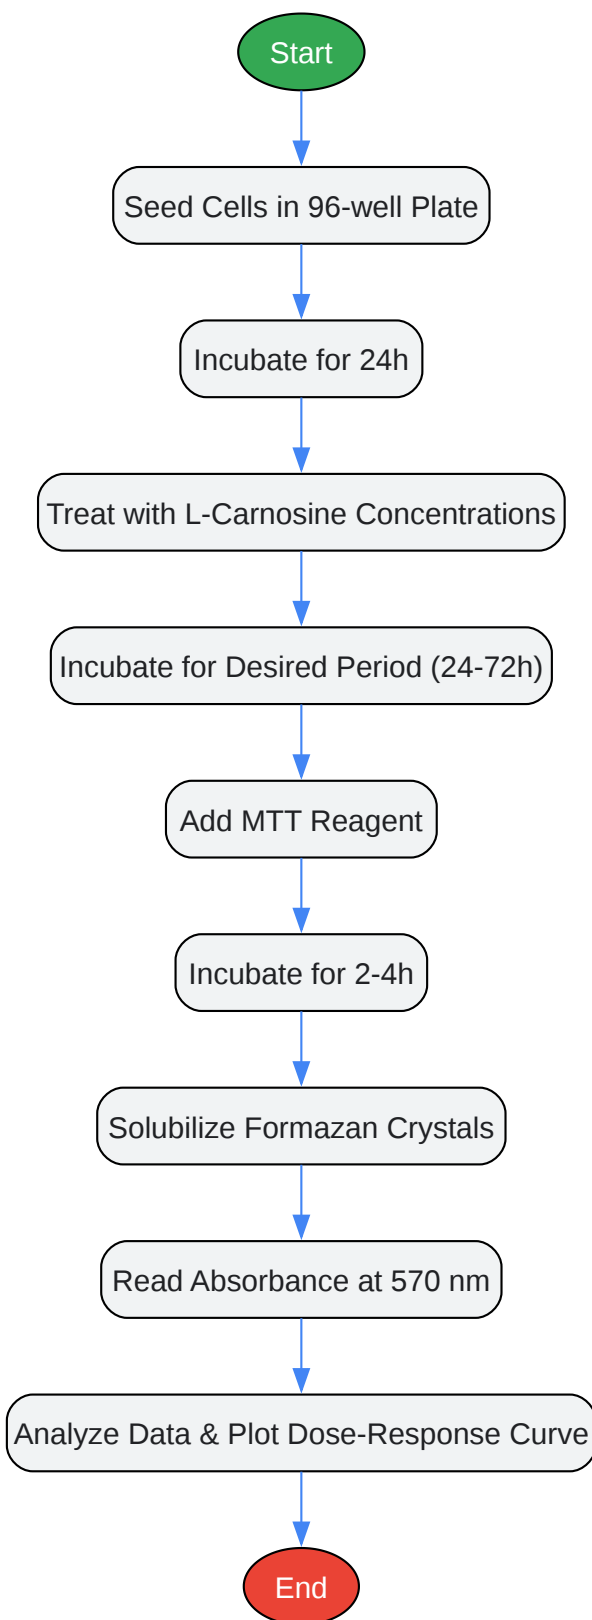 Start
Seed Cells in 96-well Plate
Incubate for 24h
Treat with L-Carnosine Concentrations
Incubate for Desired Period (24-72h)
Add MTT Reagent
Incubate for 2-4h
Solubilize Formazan Crystals
Read Absorbance at 570 nm
Analyze Data & Plot Dose-Response Curve
End